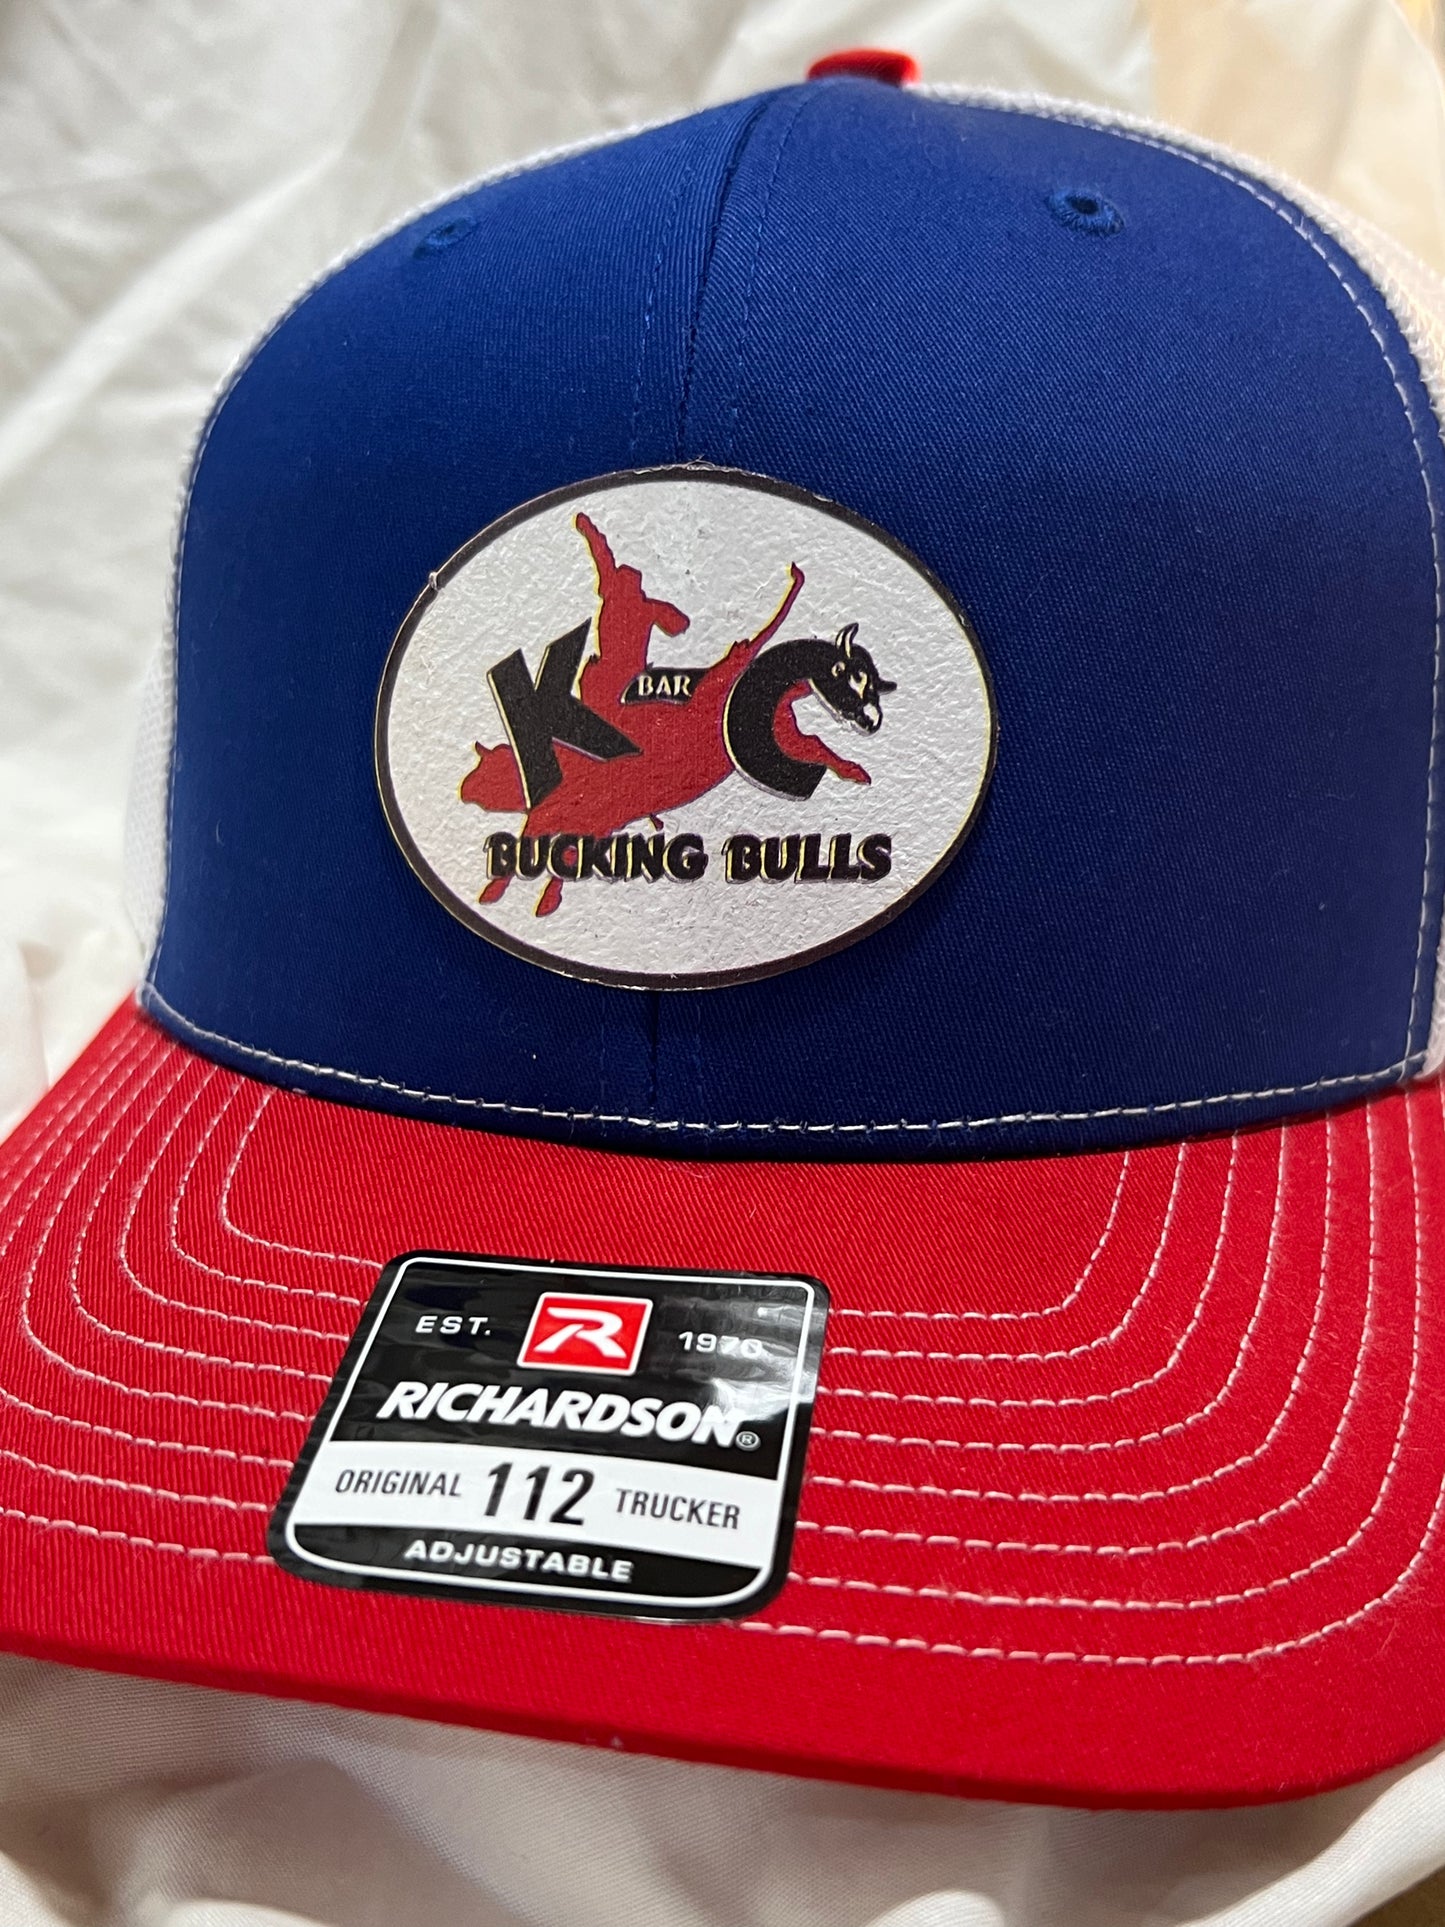 K BAR C
BUCKING BULLS
EST. R 1970
RICHARDSON®
ORIGINAL 112 TRUCKER
ADJUSTABLE